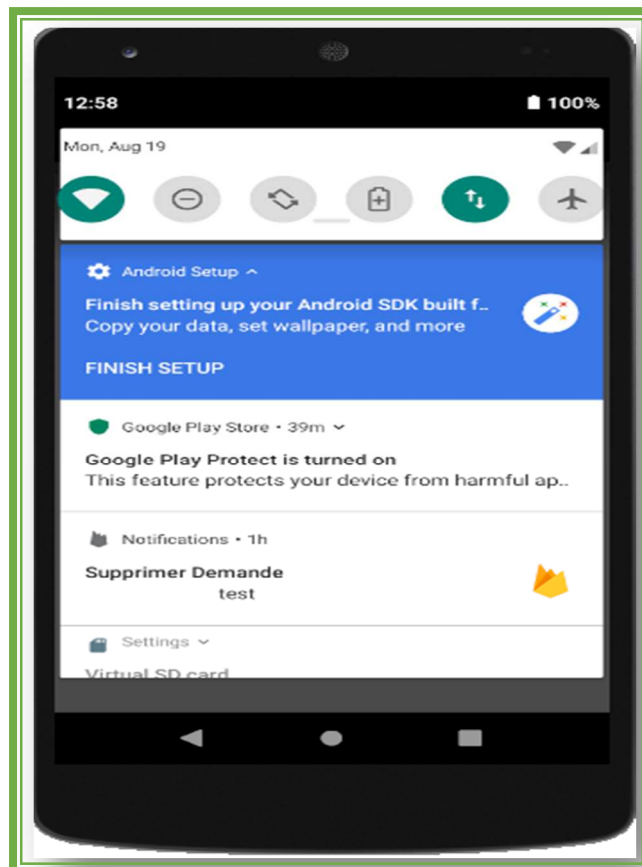 12:58 100%
Mon, Aug 19
Android Setup
Finish setting up your Android SDK built f..
Copy your data, set wallpaper, and more
FINISH SETUP
Google Play Store • 39m
Google Play Protect is turned on
This feature protects your device from harmful ap..
Notifications • 1h
Supprimer Demande
test
Settings
Virtual SD card